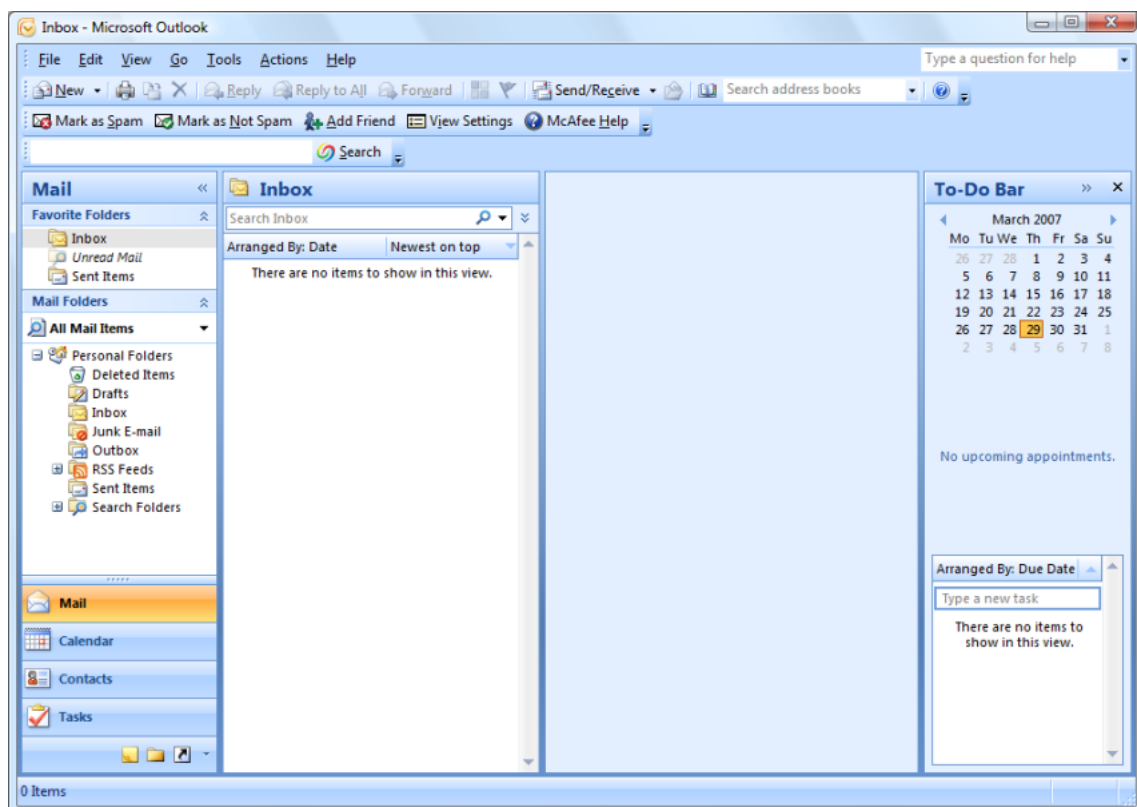 Inbox - Microsoft Outlook
File Edit View Go Tools Actions Help
Type a question for help
New Reply Reply to All Forward Send/Receive Search address books
Mark as Spam Mark as Not Spam Add Friend View Settings McAfee Help
Search
Mail
Favorite Folders
Inbox
Unread Mail
Sent Items
Mail Folders
All Mail Items
Personal Folders
Deleted Items
Drafts
Inbox
Junk E-mail
Outbox
RSS Feeds
Sent Items
Search Folders
Mail
Calendar
Contacts
Tasks
Inbox
Search Inbox
Arranged By: Date Newest on top
There are no items to show in this view.
To-Do Bar
March 2007
Mo Tu We Th Fr Sa Su
26 27 28 1 2 3 4
5 6 7 8 9 10 11
12 13 14 15 16 17 18
19 20 21 22 23 24 25
26 27 28 29 30 31 1
2 3 4 5 6 7 8
No upcoming appointments.
Arranged By: Due Date
Type a new task
There are no items to
show in this view.
0 Items